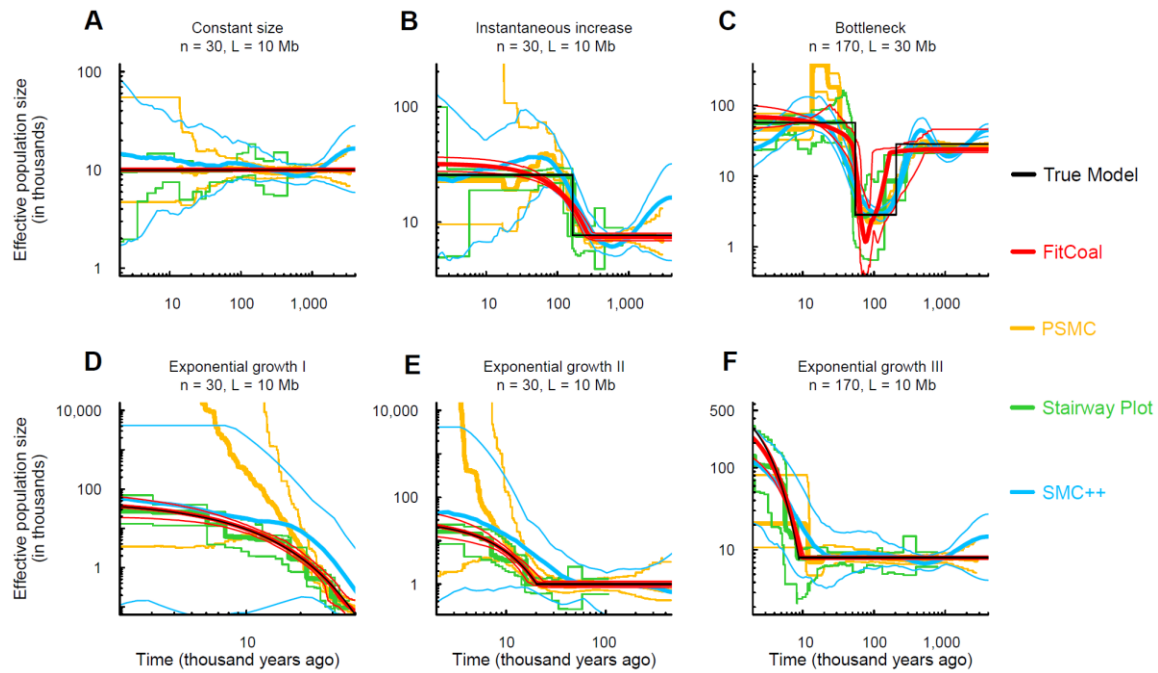 A
Constant size
n = 30, L = 10 Mb
B
Instantaneous increase
n = 30, L = 10 Mb
C
Bottleneck
n = 170, L = 30 Mb
Effective population size
(in thousands)
100
10
1
10 100 1,000
100
10
10 100 1,000
100
10
1
10 100 1,000
True Model
FitCoal
PSMC
Stairway Plot
SMC++
D
Exponential growth I
n = 30, L = 10 Mb
E
Exponential growth II
n = 30, L = 10 Mb
F
Exponential growth III
n = 170, L = 10 Mb
Effective population size
(in thousands)
10,000
100
1
10
Time (thousand years ago)
10,000
100
1
10 100
Time (thousand years ago)
500
100
10
10 100 1,000
Time (thousand years ago)